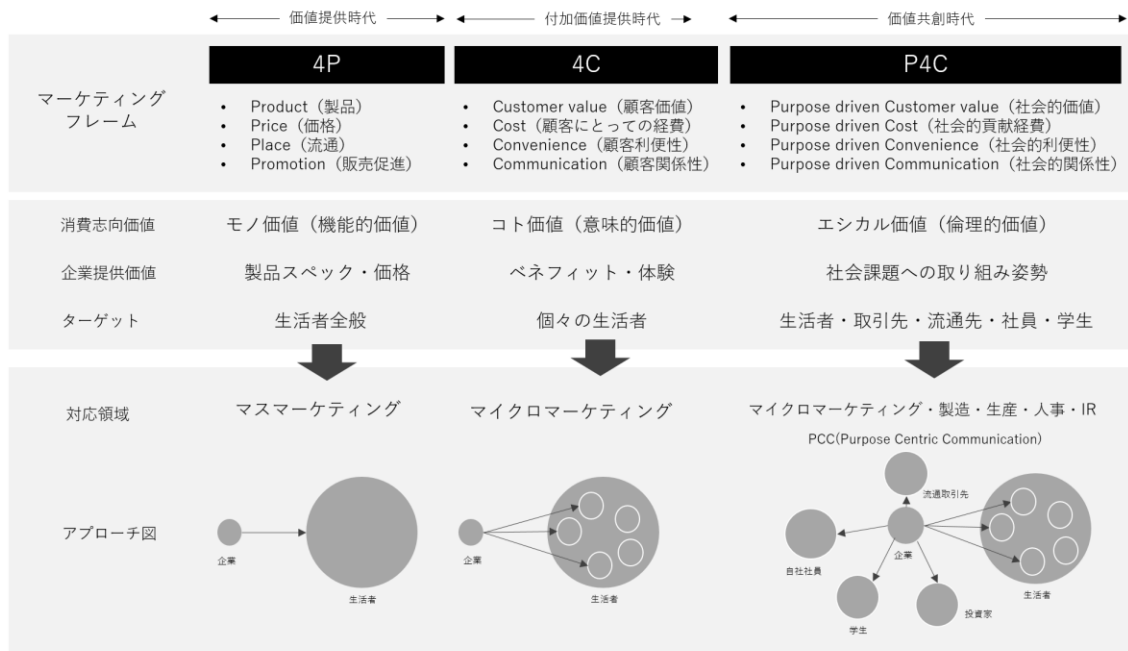 価値提供時代
付加価値提供時代
価値共創時代
マーケティング
フレーム
4P
• Product（製品）
• Price（価格）
• Place（流通）
• Promotion（販売促進）
4C
• Customer value（顧客価値）
• Cost（顧客にとっての経費）
• Convenience（顧客利便性）
• Communication（顧客関係性）
P4C
• Purpose driven Customer value（社会的価値）
• Purpose driven Cost（社会的貢献経費）
• Purpose driven Convenience（社会的利便性）
• Purpose driven Communication（社会的関係性）
消費志向価値
モノ価値（機能的価値）
コト価値（意味的価値）
エシカル価値（倫理的価値）
企業提供価値
製品スペック・価格
ベネフィット・体験
社会課題への取り組み姿勢
ターゲット
生活者全般
個々の生活者
生活者・取引先・流通先・社員・学生
対応領域
マスマーケティング
マイクロマーケティング
マイクロマーケティング・製造・生産・人事・IR
PCC(Purpose Centric Communication)
アプローチ図
企業
生活者
企業
生活者
流通取引先
企業
自社社員
学生
投資家
生活者